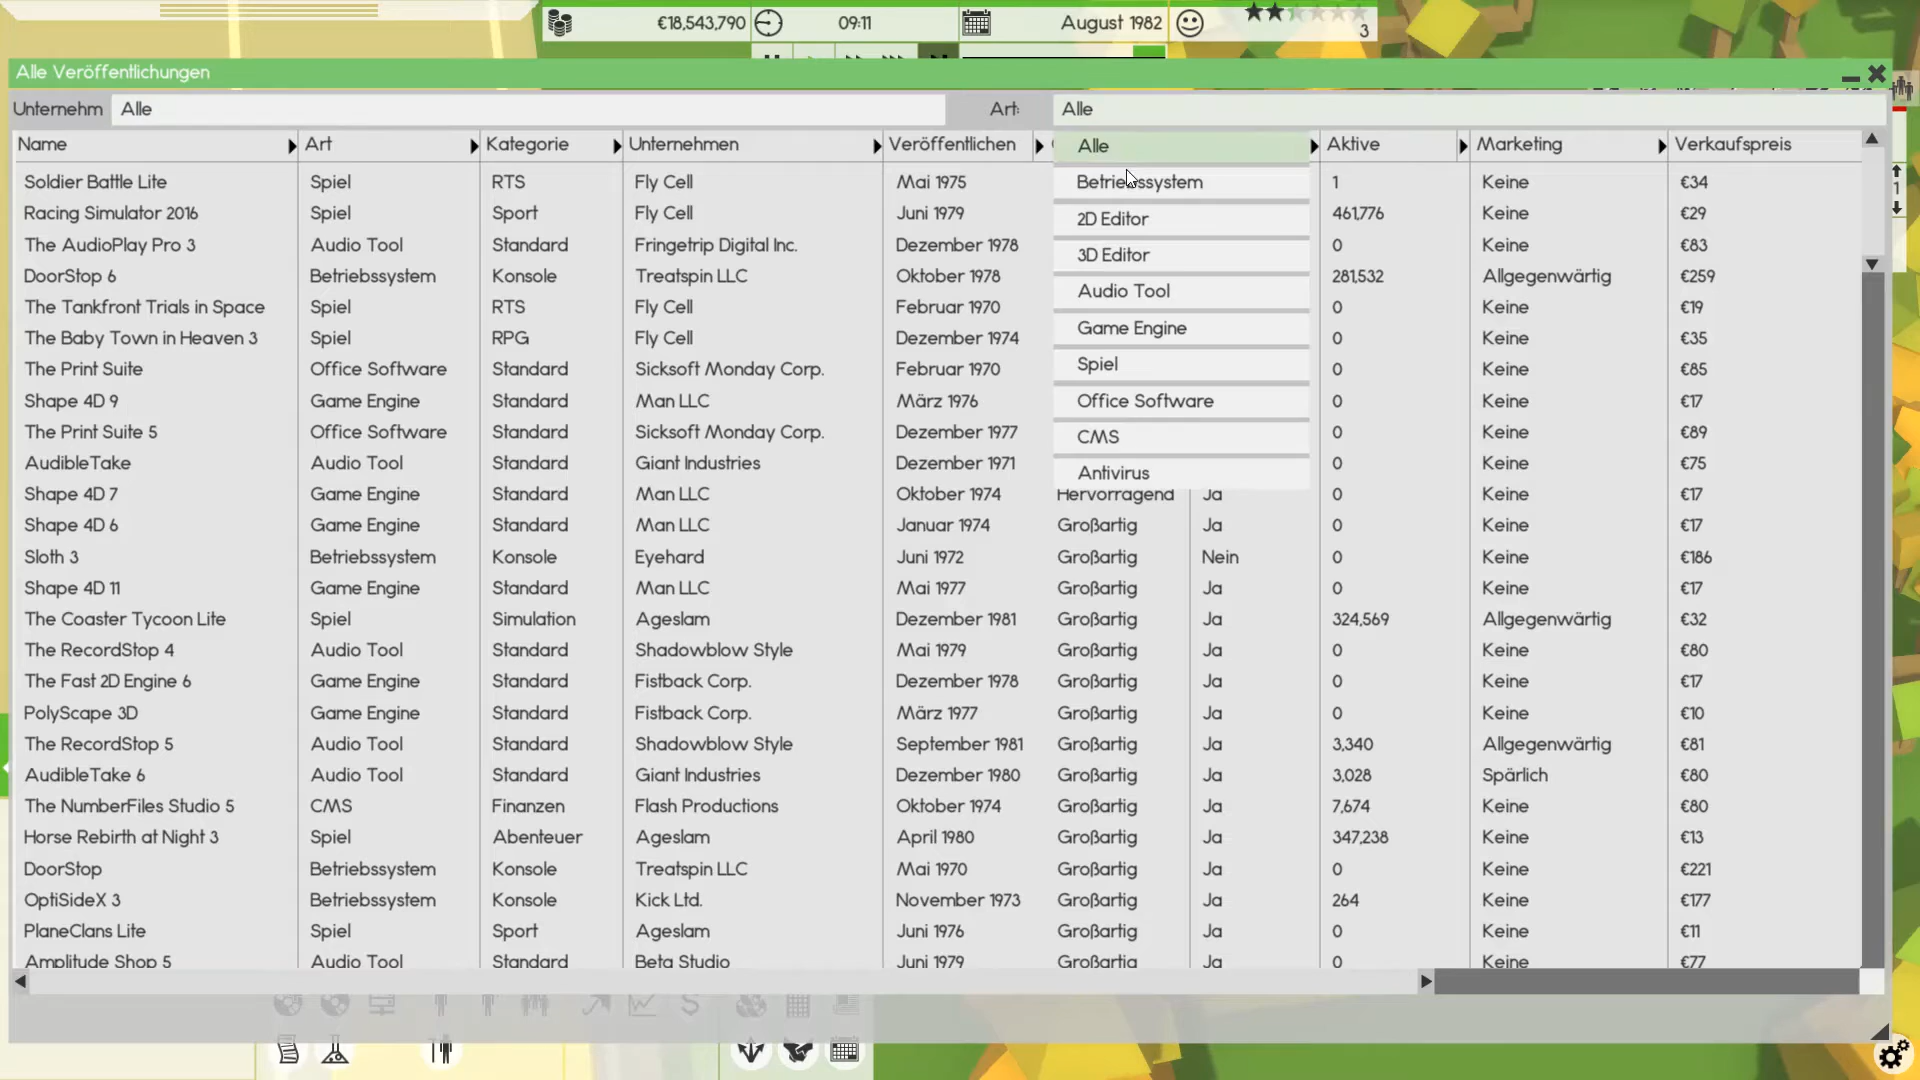 €18,543,790 09:11 August 1982 3
Alle Veröffentlichungen
Unternehm Alle Art: Alle
Name Art Kategorie Unternehmen Veröffentlichen Aktive Marketing Verkaufspreis
Alle
Betriebssystem
2D Editor
3D Editor
Audio Tool
Game Engine
Spiel
Office Software
CMS
Antivirus
Soldier Battle Lite Spiel RTS Fly Cell Mai 1975 1 Keine €34
Racing Simulator 2016 Spiel Sport Fly Cell Juni 1979 461,776 Keine €29
The AudioPlay Pro 3 Audio Tool Standard Fringetrip Digital Inc. Dezember 1978 0 Keine €83
DoorStop 6 Betriebssystem Konsole Treatspin LLC Oktober 1978 281,532 Allgegenwärtig €259
The Tankfront Trials in Space Spiel RTS Fly Cell Februar 1970 0 Keine €19
The Baby Town in Heaven 3 Spiel RPG Fly Cell Dezember 1974 0 Keine €35
The Print Suite Office Software Standard Sicksoft Monday Corp. Februar 1970 0 Keine €85
Shape 4D 9 Game Engine Standard Man LLC März 1976 0 Keine €17
The Print Suite 5 Office Software Standard Sicksoft Monday Corp. Dezember 1977 0 Keine €89
AudibleTake Audio Tool Standard Giant Industries Dezember 1971 0 Keine €75
Shape 4D 7 Game Engine Standard Man LLC Oktober 1974 Hervorragend Ja 0 Keine €17
Shape 4D 6 Game Engine Standard Man LLC Januar 1974 Großartig Ja 0 Keine €17
Sloth 3 Betriebssystem Konsole Eyehard Juni 1972 Großartig Nein 0 Keine €186
Shape 4D 11 Game Engine Standard Man LLC Mai 1977 Großartig Ja 0 Keine €17
The Coaster Tycoon Lite Spiel Simulation Ageslam Dezember 1981 Großartig Ja 324,569 Allgegenwärtig €32
The RecordStop 4 Audio Tool Standard Shadowblow Style Mai 1979 Großartig Ja 0 Keine €80
The Fast 2D Engine 6 Game Engine Standard Fistback Corp. Dezember 1978 Großartig Ja 0 Keine €17
PolyScape 3D Game Engine Standard Fistback Corp. März 1977 Großartig Ja 0 Keine €10
The RecordStop 5 Audio Tool Standard Shadowblow Style September 1981 Großartig Ja 3,340 Allgegenwärtig €81
AudibleTake 6 Audio Tool Standard Giant Industries Dezember 1980 Großartig Ja 3,028 Spärlich €80
The NumberFiles Studio 5 CMS Finanzen Flash Productions Oktober 1974 Großartig Ja 7,674 Keine €80
Horse Rebirth at Night 3 Spiel Abenteuer Ageslam April 1980 Großartig Ja 347,238 Keine €13
DoorStop Betriebssystem Konsole Treatspin LLC Mai 1970 Großartig Ja 0 Keine €221
OptiSideX 3 Betriebssystem Konsole Kick Ltd. November 1973 Großartig Ja 264 Keine €177
PlaneClans Lite Spiel Sport Ageslam Juni 1976 Großartig Ja 0 Keine €11
Amplitude Shop 5 Audio Tool Standard Beta Studio Juni 1979 Großartig Ja 0 Keine €77